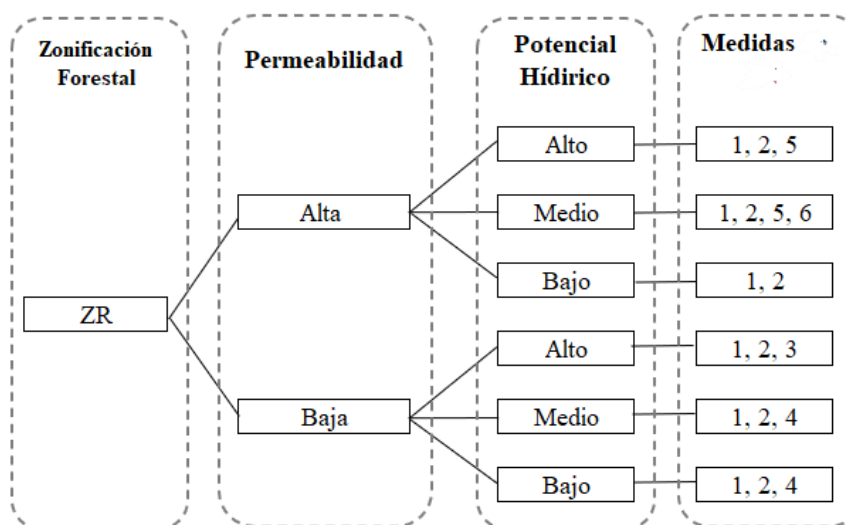 Zonificación
Forestal
Permeabilidad
Potencial
Hídirico
Medidas
Alto
1, 2, 5
Alta
Medio
1, 2, 5, 6
Bajo
1, 2
ZR
Alto
1, 2, 3
Baja
Medio
1, 2, 4
Bajo
1, 2, 4